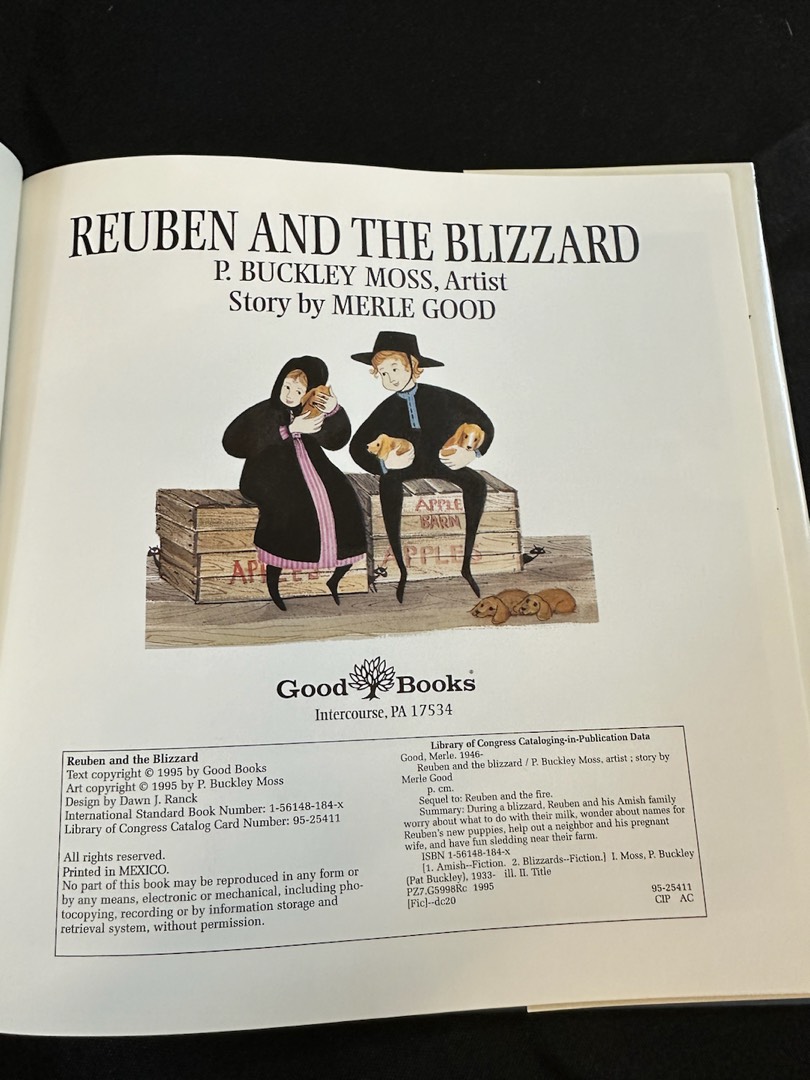 REUBEN AND THE BLIZZARD
P. BUCKLEY MOSS, Artist
Story by MERLE GOOD
APPLE
BARN
APPLES
APPLES
Good Books
Intercourse, PA 17534
Reuben and the Blizzard
Text copyright © 1995 by Good Books
Art copyright © 1995 by P. Buckley Moss
Design by Dawn J. Ranck
International Standard Book Number: 1-56148-184-x
Library of Congress Catalog Card Number: 95-25411
All rights reserved.
Printed in MEXICO.
No part of this book may be reproduced in any form or
by any means, electronic or mechanical, including pho-
tocopying, recording or by information storage and
retrieval system, without permission.
Library of Congress Cataloging-in-Publication Data
Good, Merle. 1946-
Reuben and the blizzard / P. Buckley Moss, artist ; story by
Merle Good
p. cm.
Sequel to: Reuben and the fire.
Summary: During a blizzard, Reuben and his Amish family
worry about what to do with their milk, wonder about names for
Reuben's new puppies, help out a neighbor and his pregnant
wife, and have fun sledding near their farm.
ISBN 1-56148-184-x
[1. Amish--Fiction. 2. Blizzards--Fiction.] I. Moss, P. Buckley
(Pat Buckley), 1933- ill. II. Title
PZ7.G5998Rc 1995
[Fic]--dc20
95-25411
CIP AC